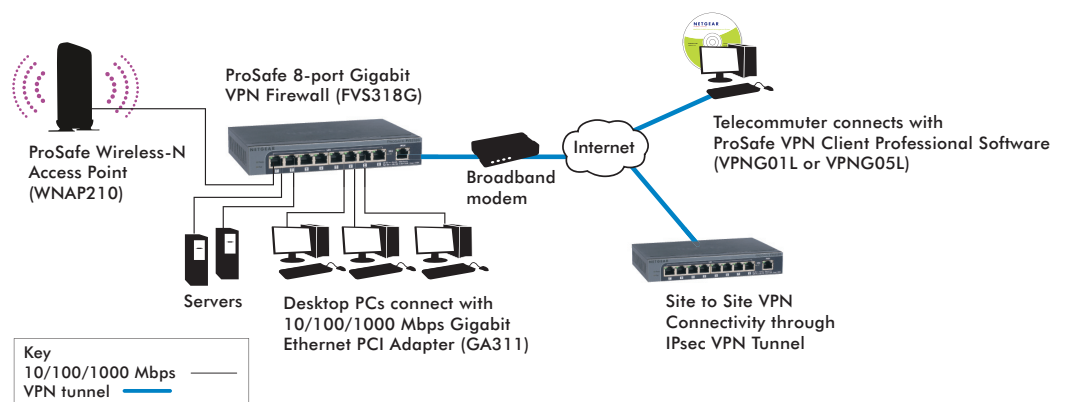 NETGEAR
ProSafe 8-port Gigabit
VPN Firewall (FVS318G)
NETGEAR
ProSafe Wireless-N
Access Point
(WNAP210)
Broadband
modem
Internet
Telecommuter connects with
ProSafe VPN Client Professional Software
(VPNG01L or VPNG05L)
NETGEAR
Servers
Desktop PCs connect with
10/100/1000 Mbps Gigabit
Ethernet PCI Adapter (GA311)
Site to Site VPN
Connectivity through
IPsec VPN Tunnel
Key
10/100/1000 Mbps
VPN tunnel